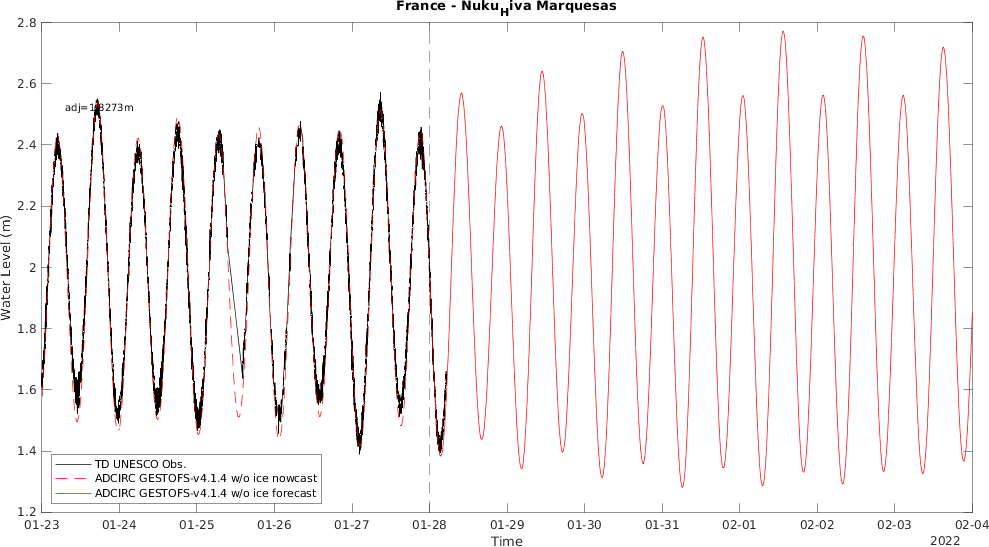 France - Nuku_Hiva Marquesas
2.8
2.6
2.4
2.2
2
1.8
1.6
1.4
1.2
Water Level (m)
adj=1.3273m
TD UNESCO Obs.
ADCIRC GESTOFS-v4.1.4 w/o ice nowcast
ADCIRC GESTOFS-v4.1.4 w/o ice forecast
01-23 01-24 01-25 01-26 01-27 01-28 01-29 01-30 01-31 02-01 02-02 02-03 02-04
Time
2022